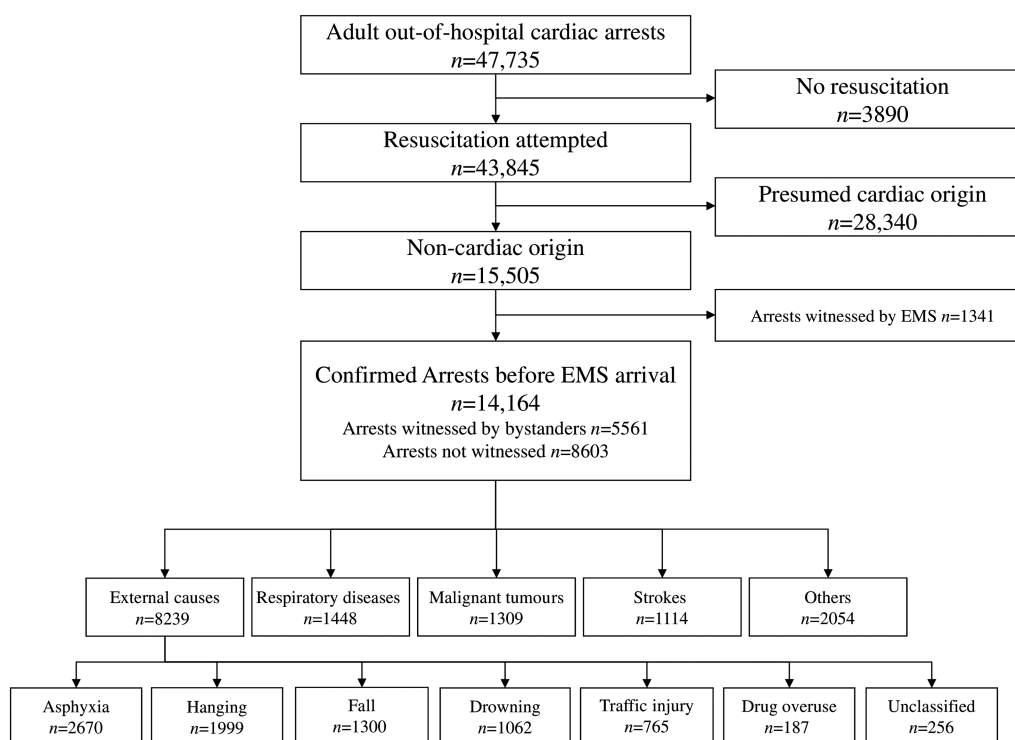 Adult out-of-hospital cardiac arrests
n=47,735
No resuscitation
n=3890
Resuscitation attempted
n=43,845
Presumed cardiac origin
n=28,340
Non-cardiac origin
n=15,505
Arrests witnessed by EMS n=1341
Confirmed Arrests before EMS arrival
n=14,164
Arrests witnessed by bystanders n=5561
Arrests not witnessed n=8603
External causes
n=8239
Respiratory diseases
n=1448
Malignant tumours
n=1309
Strokes
n=1114
Others
n=2054
Asphyxia
n=2670
Hanging
n=1999
Fall
n=1300
Drowning
n=1062
Traffic injury
n=765
Drug overuse
n=187
Unclassified
n=256